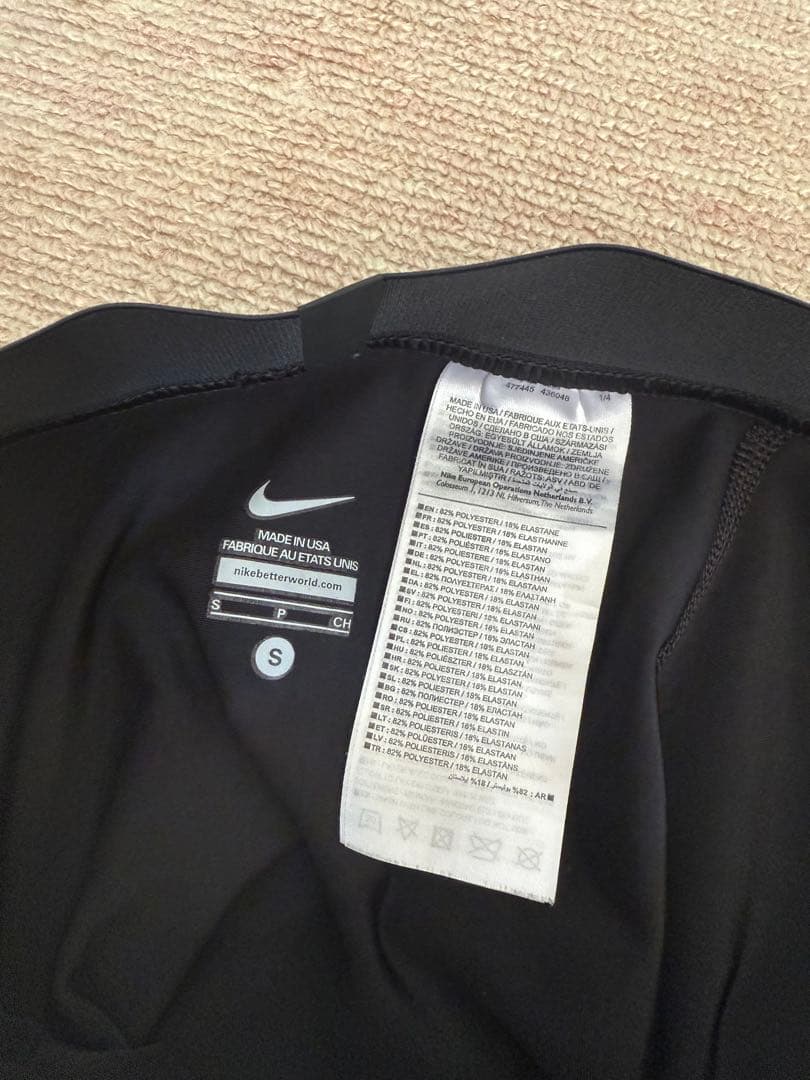 MADE IN USA
FABRIQUE AU ETATS UNIS
nikebetterworld.com
S P CH
S
477445 436048 1/4
MADE IN USA / FABRIQUE AUX ETATS-UNIS /
HECHO EN EUA / FABRICADO NOS ESTADOS
UNIDOS / СДЕЛАНО В США / SZÁRMAZÁSI
ORSZÁG: EGYESÜLT ÁLLAMOK / ZEMLJA
PROIZVODNJE: SJEDINJENE AMERIČKE
DRŽAVE / DRŽAVA PROIZVODNJE: ZDRUŽENE
DRŽAVE AMERIKE / ПРОИЗВЕДЕНО В САЩ /
FABRICAT ÎN SUA / RAŽOTS: ASV / ABD 'DE
YAPILMIŞTIR /
Nike European Operations Netherlands B.V.
Colosseum 1, 1213 NL Hilversum, The Netherlands
EN : 82% POLYESTER / 18% ELASTANE
FR : 82% POLYESTER / 18% ELASTHANNE
ES : 82% POLIÉSTER / 18% ELASTAN
PT : 82% POLIÉSTER / 18% ELASTANO
IT : 82% POLIESTERE / 18% ELASTAN
DE : 82% POLYESTER / 18% ELASTHAN
NL : 82% POLYESTER / 18% ELASTAAN
EL : 82% ΠΟΛΥΕΣΤΕΡΑΣ / 18% ΕΛΑΣΤΑΝΗ
DA : 82% POLYESTER / 18% ELASTAN
SV : 82% POLYESTER / 18% ELASTAN
FI : 82% POLYESTERI / 18% ELASTAANI
NO : 82% POLYESTER / 18% ELASTAN
RU : 82% ПОЛИЭСТЕР / 18% ЭЛАСТАН
CS : 82% POLYESTER / 18% ELASTAN
PL : 82% POLIESTER / 18% ELASTAN
HU : 82% POLIÉSZTER / 18% ELASZTÁN
HR : 82% POLIESTER / 18% ELASTAN
SK : 82% POLYESTER / 18% ELASTAN
SL : 82% POLIESTER / 18% ELASTAN
BG : 82% ПОЛИЕСТЕР / 18% ЕЛАСТАН
RO : 82% POLIESTER / 18% ELASTAN
SR : 82% POLIESTER / 18% ELASTIN
LT : 82% POLIESTERIS / 18% ELASTANAS
ET : 82% POLÜESTER / 18% ELASTAAN
LV : 82% POLIESTERIS / 18% ELASTĀNS
TR : 82% POLYESTER / 18% ELASTAN
AR : 82% بوليستر / 18% إيلاستان